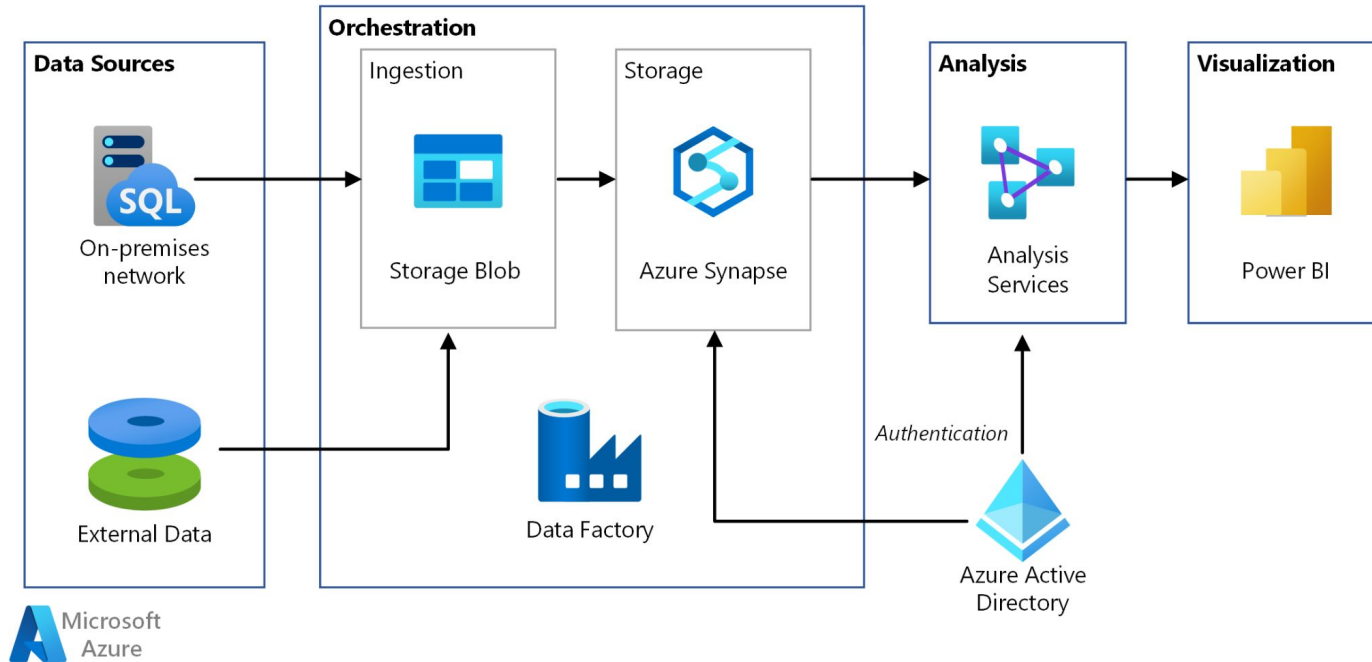 Orchestration
Data Sources
Ingestion
Storage
Analysis
Visualization
SQL
On-premises
network
Storage Blob
Azure Synapse
Analysis
Services
Power BI
Authentication
External Data
Data Factory
Azure Active
Directory
Microsoft
Azure